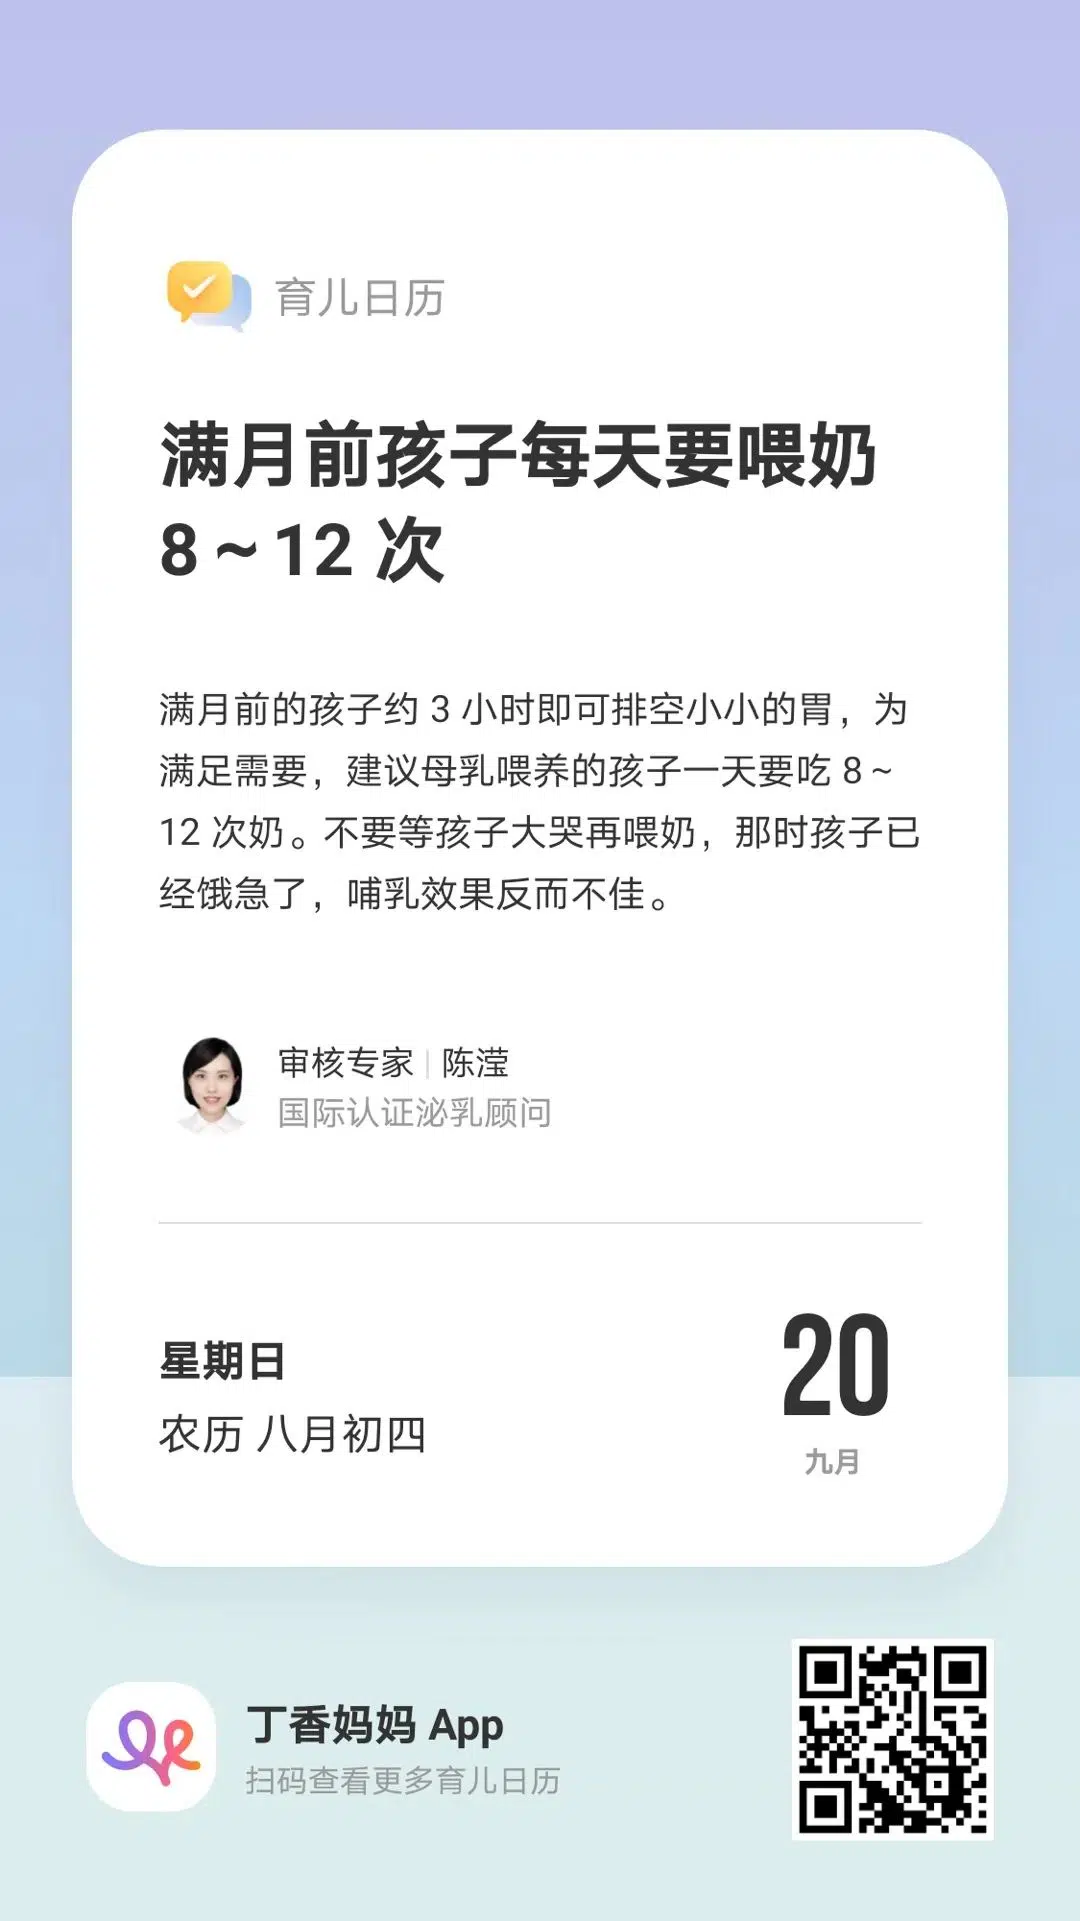 育儿日历
满月前孩子每天要喂奶
8～12 次
满月前的孩子约 3 小时即可排空小小的胃，为
满足需要，建议母乳喂养的孩子一天要吃 8～
12 次奶。不要等孩子大哭再喂奶，那时孩子已
经饿急了，哺乳效果反而不佳。
审核专家 | 陈滢
国际认证泌乳顾问
星期日
农历 八月初四
20
九月
丁香妈妈 App
扫码查看更多育儿日历